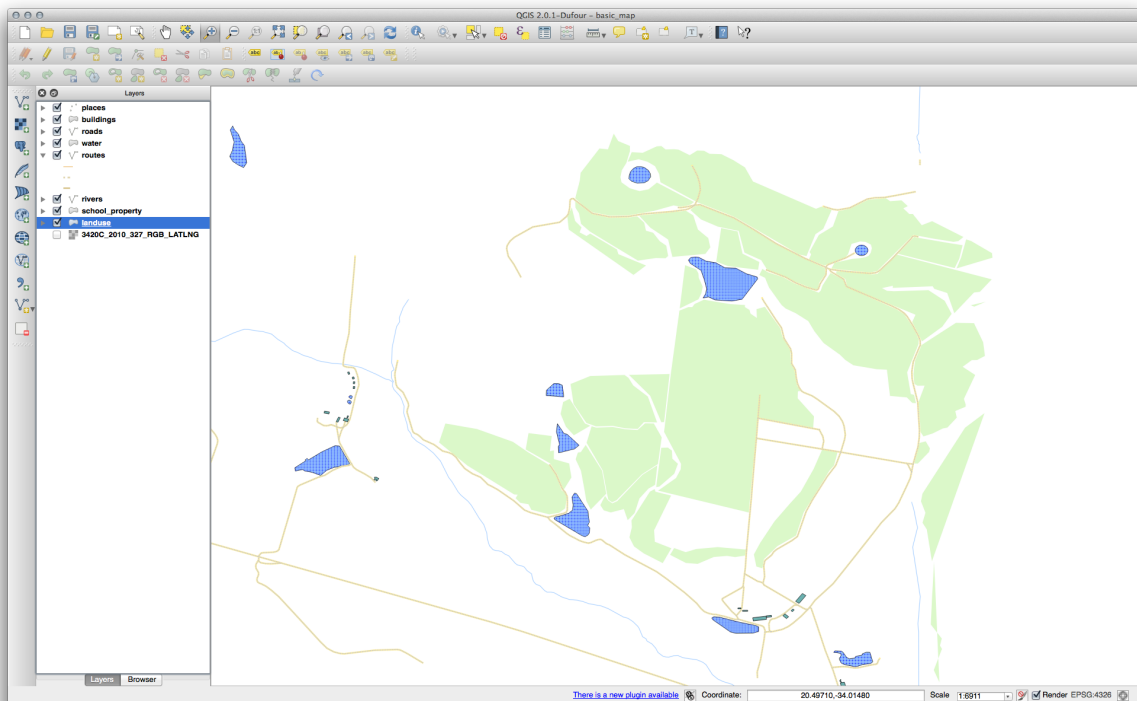 QGIS 2.0.1-Dufour - basic_map
Layers
places
buildings
roads
water
routes
rivers
school_property
landuse
3420C_2010_327_RGB_LATLNG
Layers Browser
There is a new plugin available Coordinate: 20.49710,-34.01480 Scale 1:6911 Render EPSG:4326